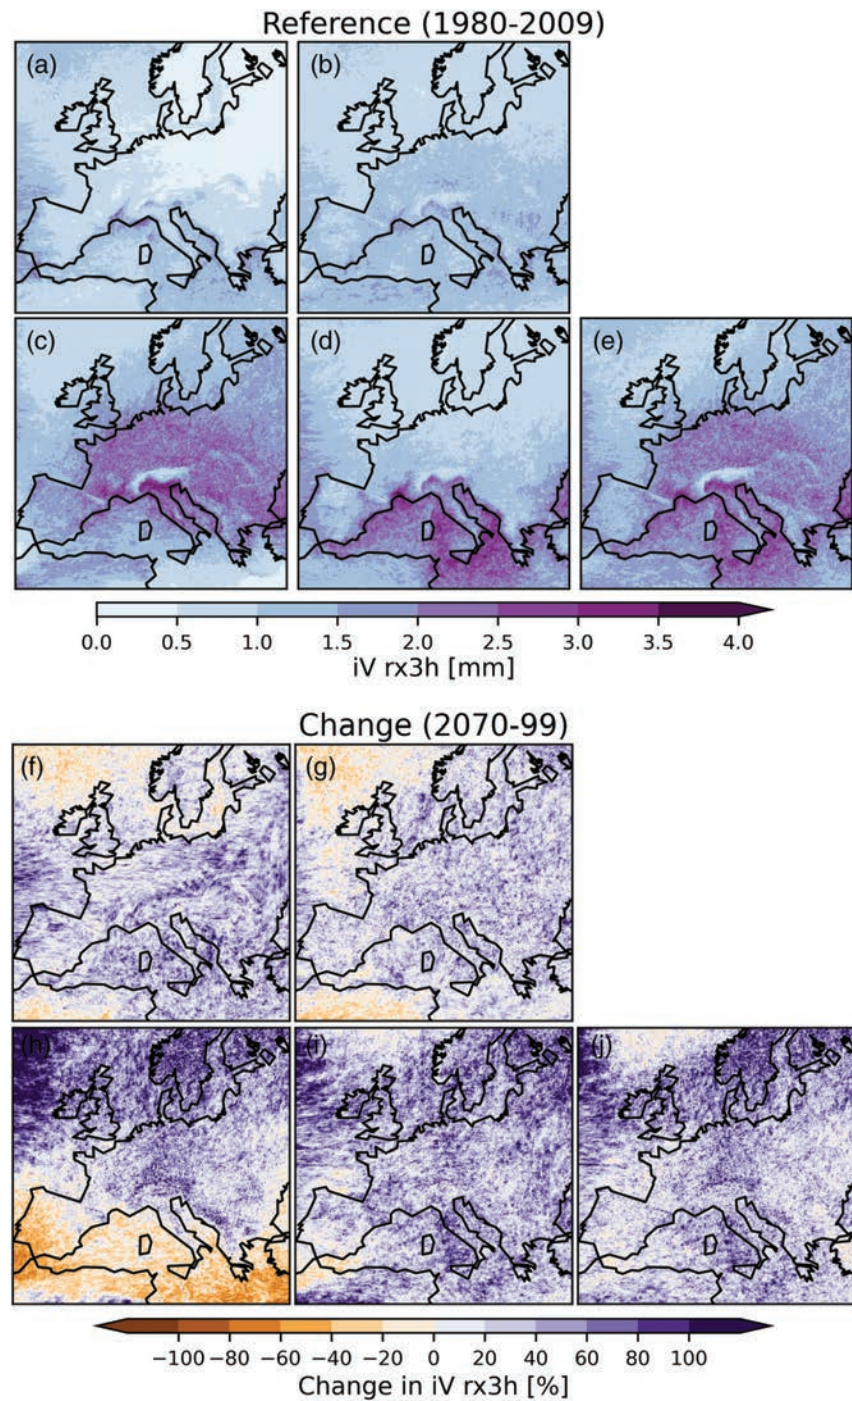 Reference (1980-2009)
(a)
(b)
(c)
(d)
(e)
0.0 0.5 1.0 1.5 2.0 2.5 3.0 3.5 4.0
iV rx3h [mm]
Change (2070-99)
(f)
(g)
(h)
(i)
(j)
−100 −80 −60 −40 −20 0 20 40 60 80 100
Change in iV rx3h [%]